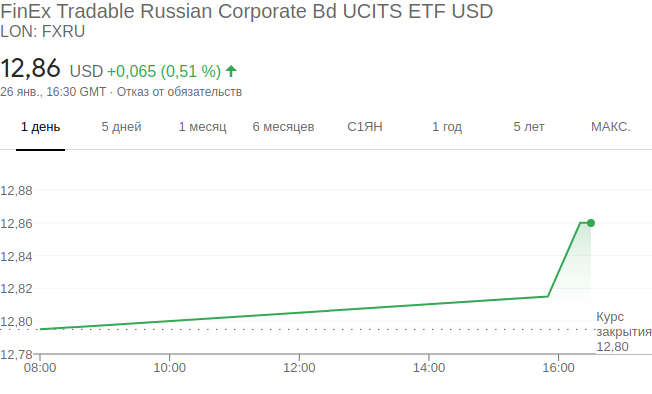 FinEx Tradable Russian Corporate Bd UCITS ETF USD
LON: FXRU
12,86 USD +0,065 (0,51 %)
26 янв., 16:30 GMT · Отказ от обязательств
1 день 5 дней 1 месяц 6 месяцев С1ЯН 1 год 5 лет МАКС.
12,88
12,86
12,84
12,82
12,80
12,78
Курс
закрытия
12,80
08:00 10:00 12:00 14:00 16:00